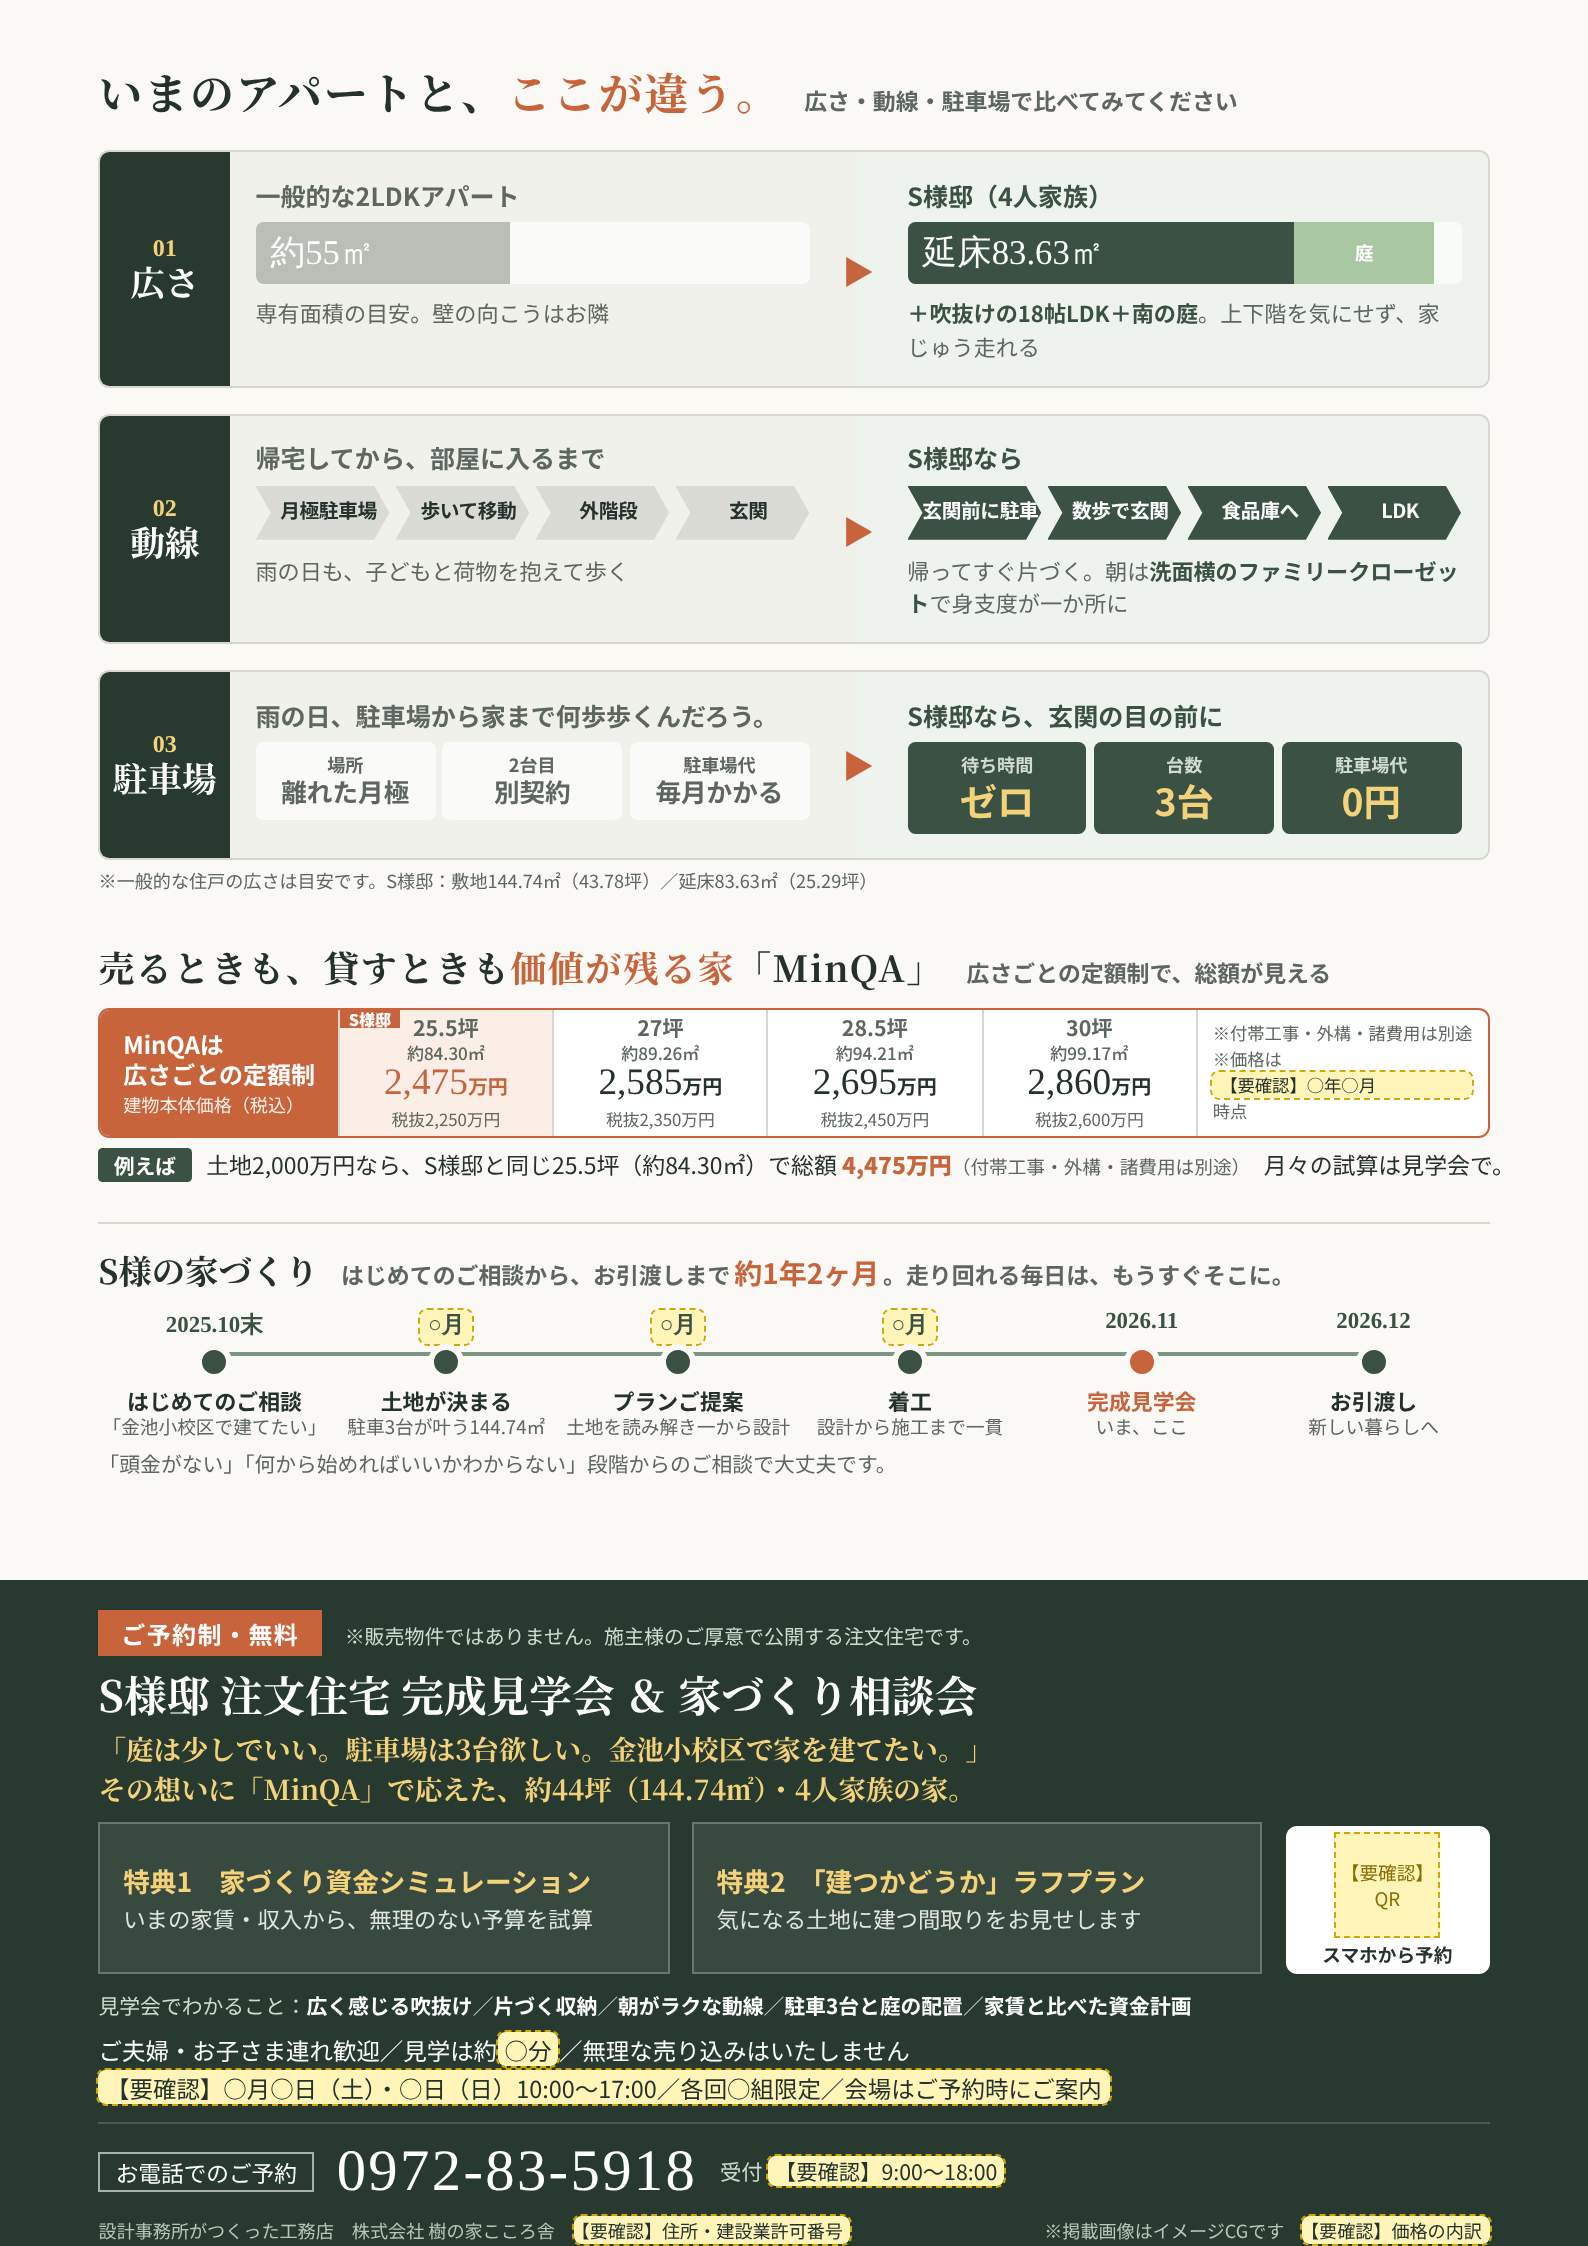 いまのアパートと、ここが違う。 広さ・動線・駐車場で比べてみてください
01
広さ
一般的な2LDKアパート
約55㎡
専有面積の目安。壁の向こうはお隣
S様邸（4人家族）
延床83.63㎡
庭
＋吹抜けの18帖LDK＋南の庭。上下階を気にせず、家
じゅう走れる
02
動線
帰宅してから、部屋に入るまで
月極駐車場 歩いて移動 外階段 玄関
雨の日も、子どもと荷物を抱えて歩く
S様邸なら
玄関前に駐車 数歩で玄関 食品庫へ LDK
帰ってすぐ片づく。朝は洗面横のファミリークローゼッ
トで身支度が一か所に
03
駐車場
雨の日、駐車場から家まで何歩歩くんだろう。
場所 2台目 駐車場代
離れた月極 別契約 毎月かかる
S様邸なら、玄関の目の前に
待ち時間 台数 駐車場代
ゼロ 3台 0円
※一般的な住戸の広さは目安です。S様邸：敷地144.74㎡（43.78坪）／延床83.63㎡（25.29坪）
売るときも、貸すときも価値が残る家「MinQA」 広さごとの定額制で、総額が見える
MinQAは
広さごとの定額制
建物本体価格（税込）
S様邸
25.5坪
約84.30㎡
2,475万円
税抜2,250万円
27坪
約89.26㎡
2,585万円
税抜2,350万円
28.5坪
約94.21㎡
2,695万円
税抜2,450万円
30坪
約99.17㎡
2,860万円
税抜2,600万円
※付帯工事・外構・諸費用は別途
※価格は
【要確認】〇年〇月
時点
例えば 土地2,000万円なら、S様邸と同じ25.5坪（約84.30㎡）で総額 4,475万円（付帯工事・外構・諸費用は別途） 月々の試算は見学会で。
S様の家づくり はじめてのご相談から、お引渡しまで 約1年2ヶ月。走り回れる毎日は、もうすぐそこに。
2025.10末 ○月 ○月 ○月 2026.11 2026.12
はじめてのご相談 土地が決まる プランご提案 着工 完成見学会 お引渡し
「金池小校区で建てたい」 駐車3台が叶う144.74㎡ 土地を読み解き一から設計 設計から施工まで一貫 いま、ここ 新しい暮らしへ
「頭金がない」「何から始めればいいかわからない」段階からのご相談で大丈夫です。
ご予約制・無料 ※販売物件ではありません。施主様のご厚意で公開する注文住宅です。
S様邸 注文住宅 完成見学会 ＆ 家づくり相談会
「庭は少しでいい。駐車場は3台欲しい。金池小校区で家を建てたい。」
その想いに「MinQA」で応えた、約44坪（144.74㎡）・4人家族の家。
特典1 家づくり資金シミュレーション
いまの家賃・収入から、無理のない予算を試算
特典2 「建つかどうか」ラフプラン
気になる土地に建つ間取りをお見せします
【要確認】
QR
スマホから予約
見学会でわかること：広く感じる吹抜け／片づく収納／朝がラクな動線／駐車3台と庭の配置／家賃と比べた資金計画
ご夫婦・お子さま連れ歓迎／見学は約〇分／無理な売り込みはいたしません
【要確認】〇月〇日（土）・〇日（日）10:00〜17:00／各回〇組限定／会場はご予約時にご案内
お電話でのご予約 0972-83-5918 受付【要確認】9:00〜18:00
設計事務所がつくった工務店 株式会社 樹の家こころ舎 【要確認】住所・建設業許可番号 ※掲載画像はイメージCGです 【要確認】価格の内訳